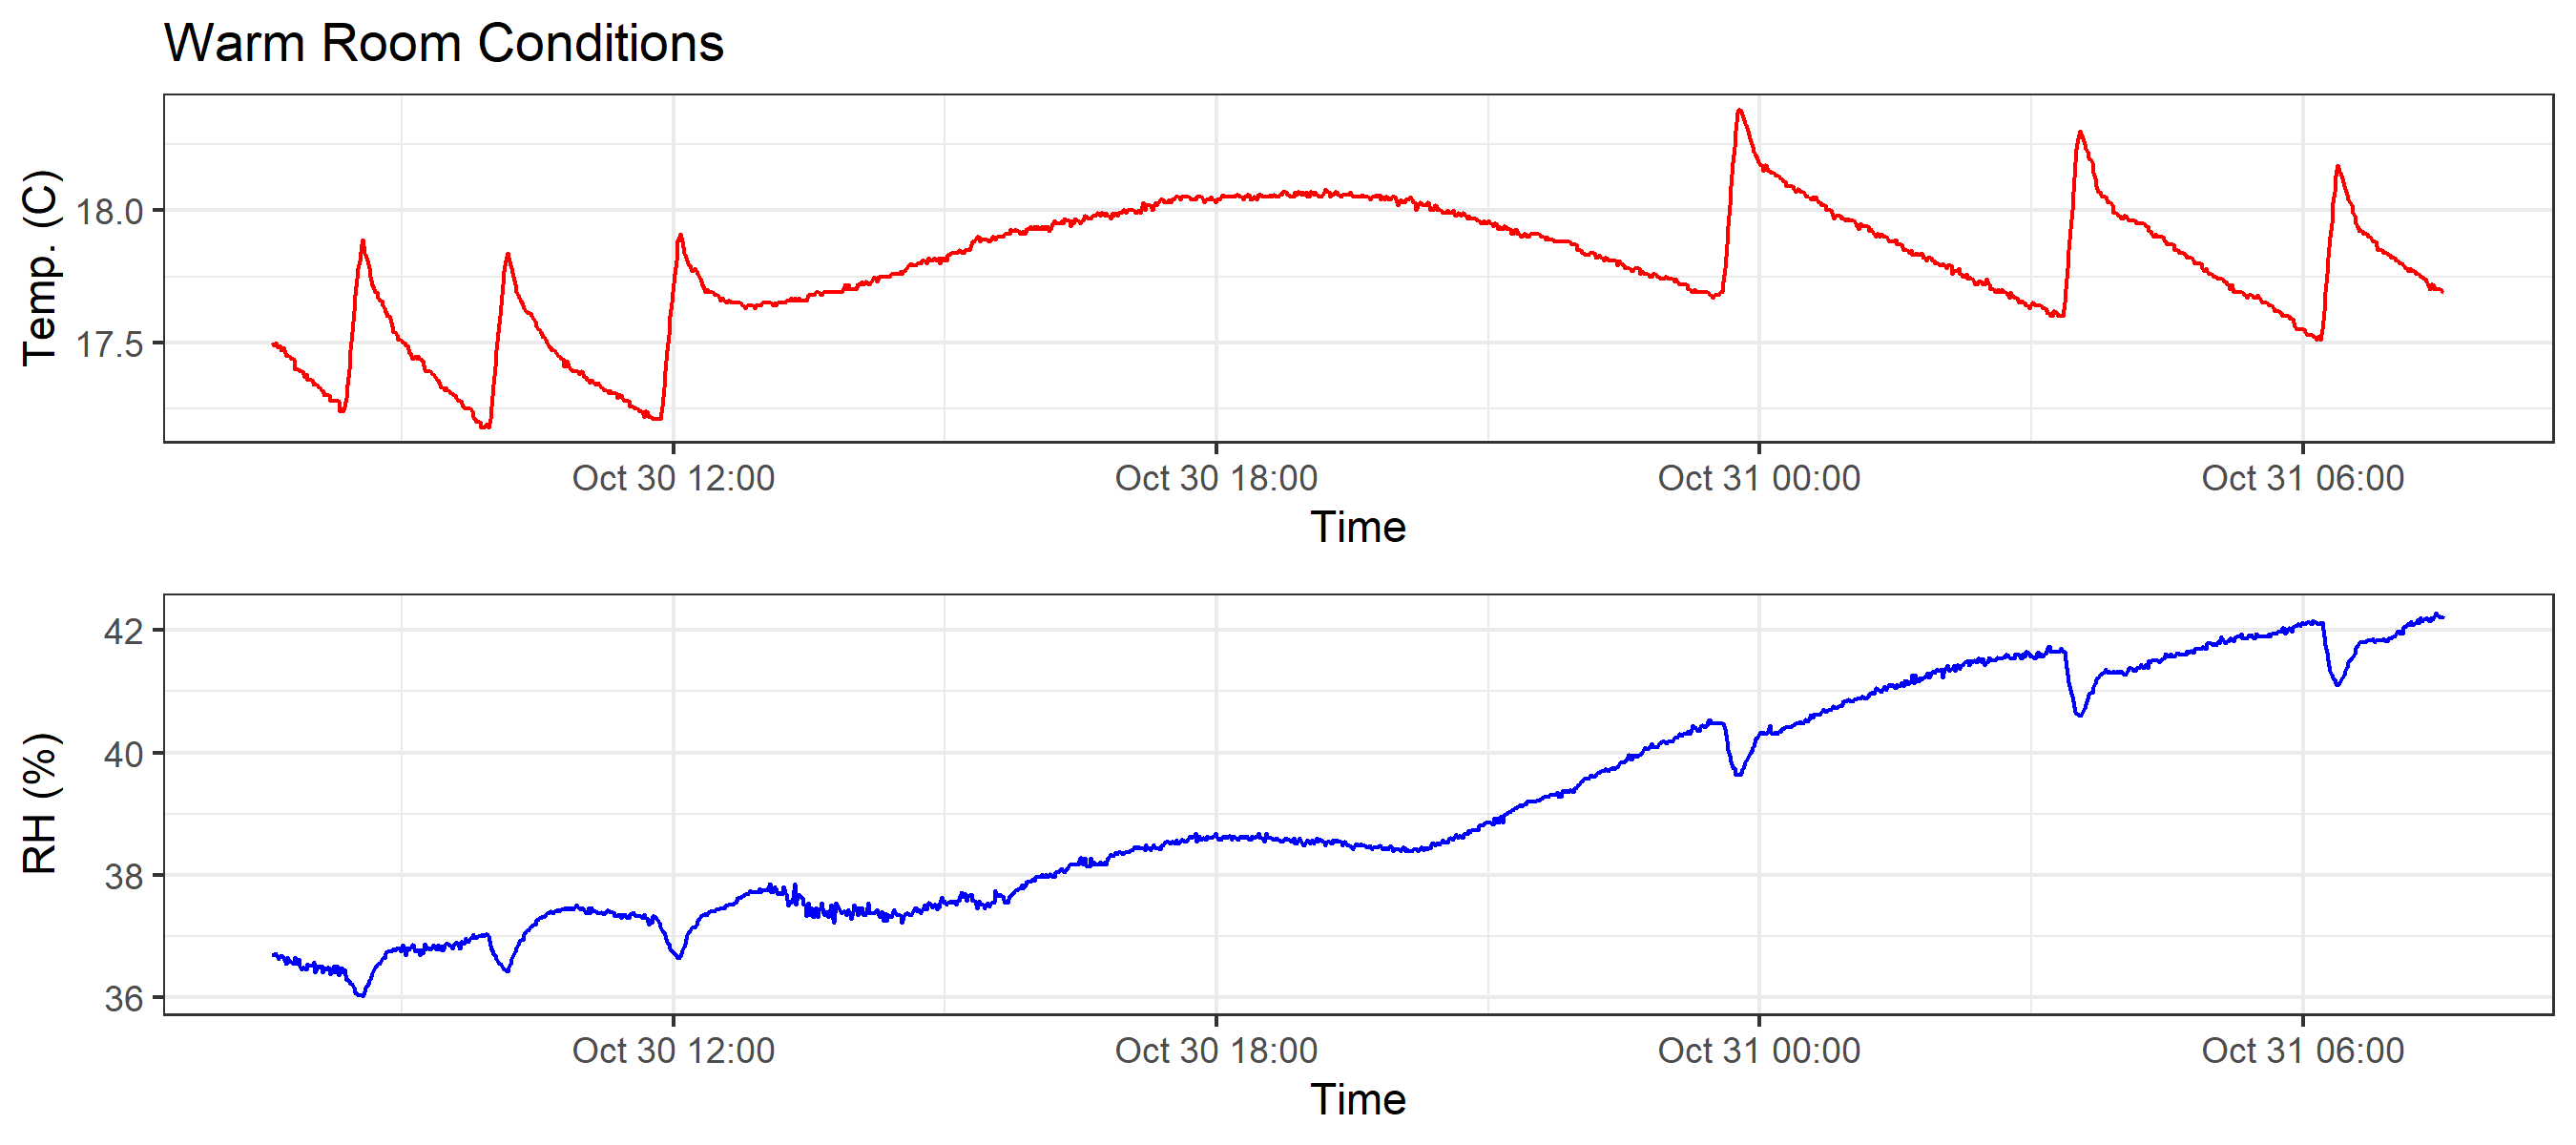 Warm Room Conditions
Temp. (C)
18.0
17.5
Oct 30 12:00 Oct 30 18:00 Oct 31 00:00 Oct 31 06:00
Time
RH (%)
42
40
38
36
Oct 30 12:00 Oct 30 18:00 Oct 31 00:00 Oct 31 06:00
Time